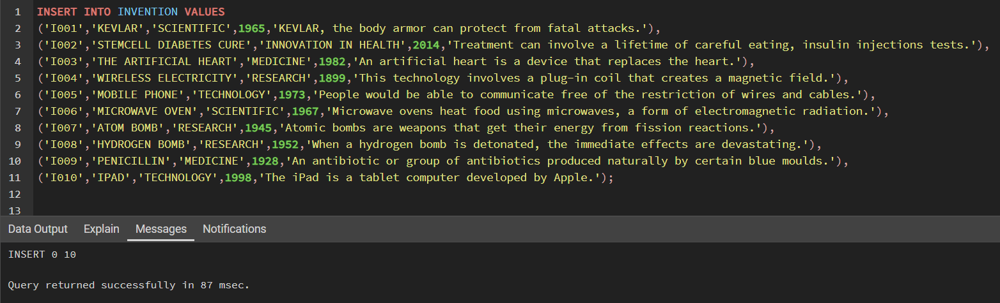 1 INSERT INTO INVENTION VALUES
2 ('I001','KEVLAR','SCIENTIFIC',1965,'KEVLAR, the body armor can protect from fatal attacks.'),
3 ('I002','STEMCELL DIABETES CURE','INNOVATION IN HEALTH',2014,'Treatment can involve a lifetime of careful eating, insulin injections tests.'),
4 ('I003','THE ARTIFICIAL HEART','MEDICINE',1982,'An artificial heart is a device that replaces the heart.'),
5 ('I004','WIRELESS ELECTRICITY','RESEARCH',1899,'This technology involves a plug-in coil that creates a magnetic field.'),
6 ('I005','MOBILE PHONE','TECHNOLOGY',1973,'People would be able to communicate free of the restriction of wires and cables.'),
7 ('I006','MICROWAVE OVEN','SCIENTIFIC',1967,'Microwave ovens heat food using microwaves, a form of electromagnetic radiation.'),
8 ('I007','ATOM BOMB','RESEARCH',1945,'Atomic bombs are weapons that get their energy from fission reactions.'),
9 ('I008','HYDROGEN BOMB','RESEARCH',1952,'When a hydrogen bomb is detonated, the immediate effects are devastating.'),
10 ('I009','PENICILLIN','MEDICINE',1928,'An antibiotic or group of antibiotics produced naturally by certain blue moulds.'),
11 ('I010','IPAD','TECHNOLOGY',1998,'The iPad is a tablet computer developed by Apple.');
12
13
Data Output Explain Messages Notifications
INSERT 0 10
Query returned successfully in 87 msec.